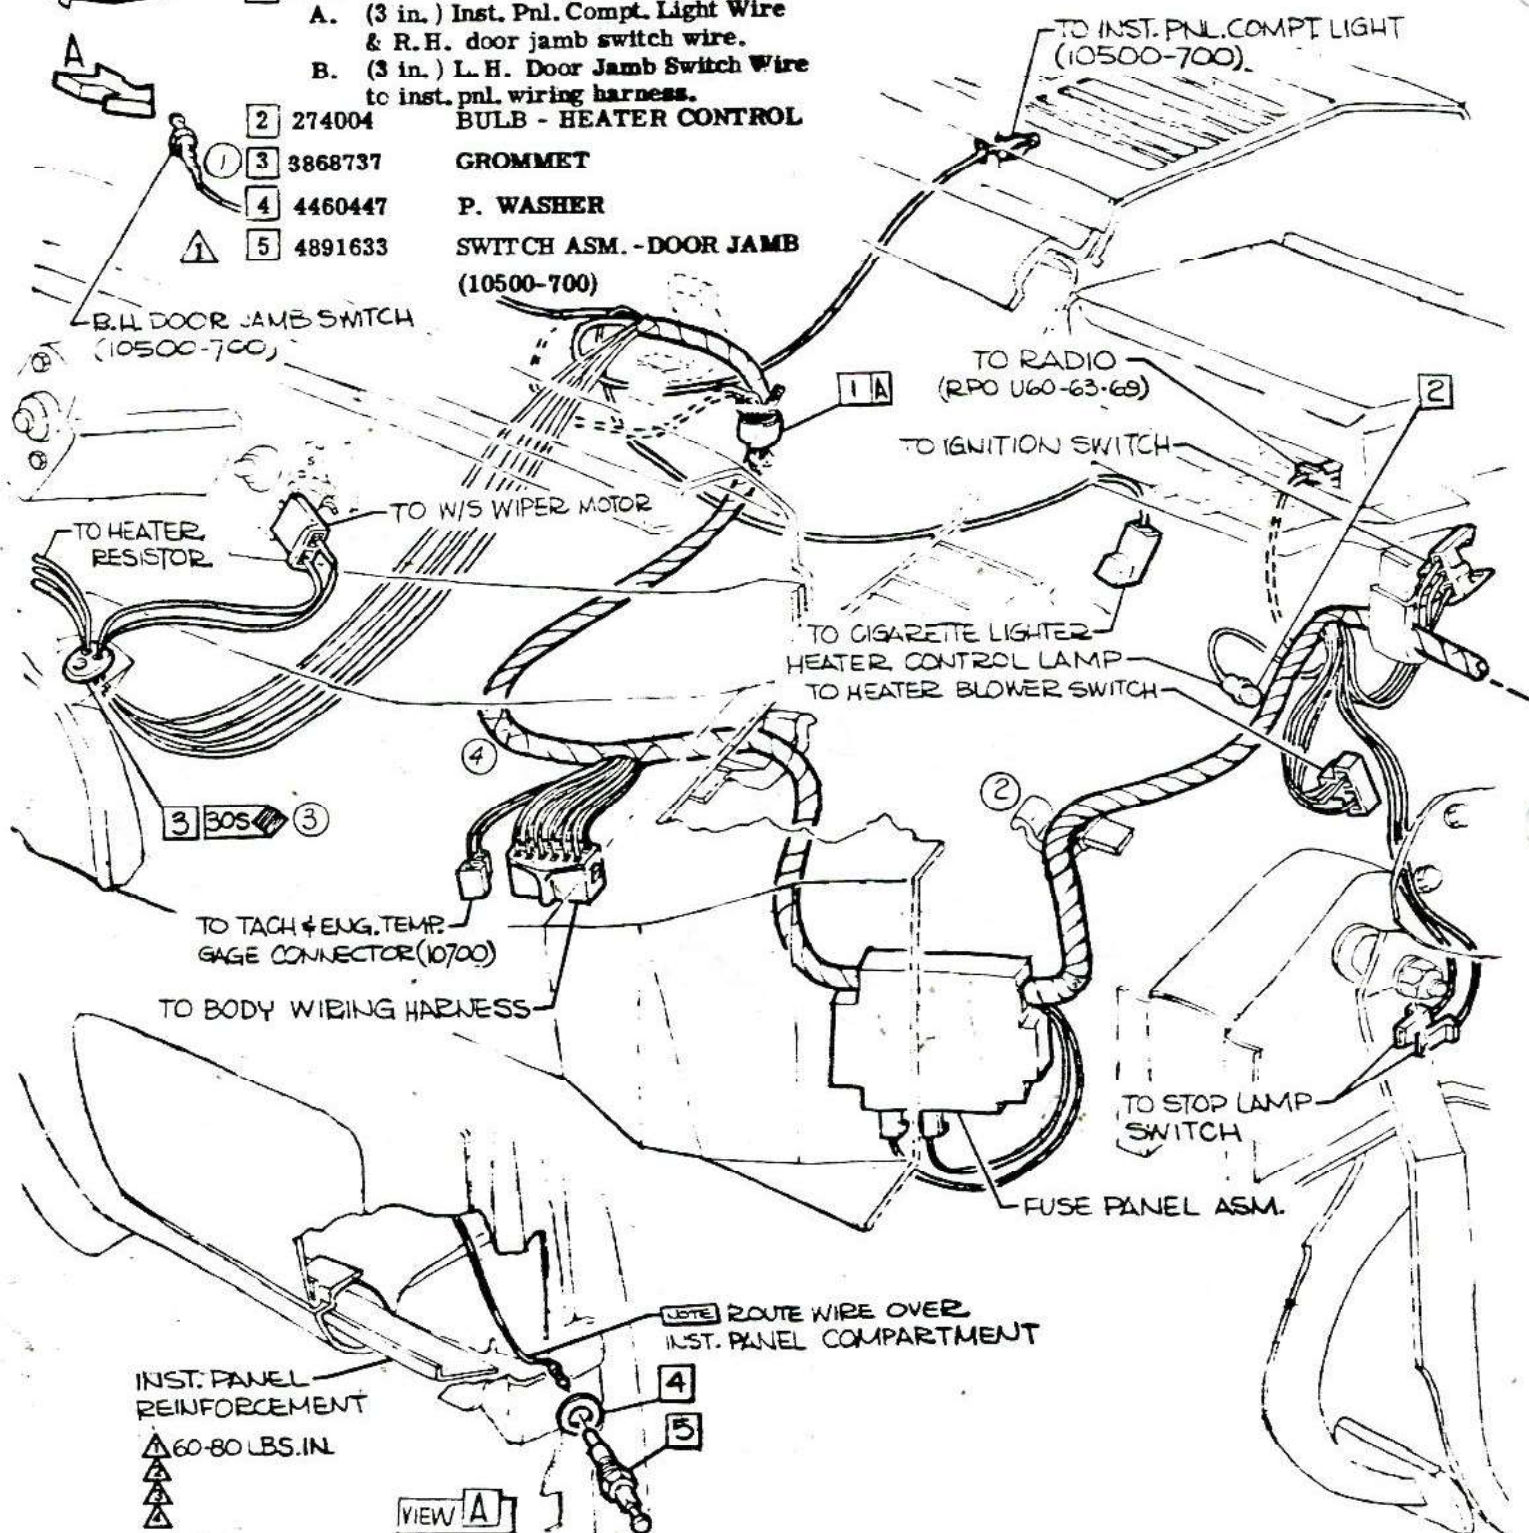 A. (3 in.) Inst. Pnl. Compt. Light Wire
& R.H. door jamb switch wire.
B. (3 in.) L.H. Door Jamb Switch Wire
to inst. pnl. wiring harness.
A
2 274004 BULB - HEATER CONTROL
1 3 3868737 GROMMET
4 4460447 P. WASHER
1 5 4891633 SWITCH ASM. - DOOR JAMB
(10500-700)
TO INST. PNL. COMPT LIGHT
(10500-700)
R.H. DOOR JAMB SWITCH
(10500-700)
1 A
TO RADIO
(RPO U60-63-69)
2
TO IGNITION SWITCH
TO W/S WIPER MOTOR
TO HEATER
RESISTOR
TO CIGARETTE LIGHTER
HEATER CONTROL LAMP
TO HEATER BLOWER SWITCH
4
2
3 30S 3
TO TACH & ENG. TEMP.
GAGE CONNECTOR (10700)
TO BODY WIRING HARNESS
TO STOP LAMP
SWITCH
FUSE PANEL ASM.
NOTE ROUTE WIRE OVER
INST. PANEL COMPARTMENT
INST. PANEL
REINFORCEMENT
4
5
1 60-80 LBS. IN.
2
3
4
VIEW A